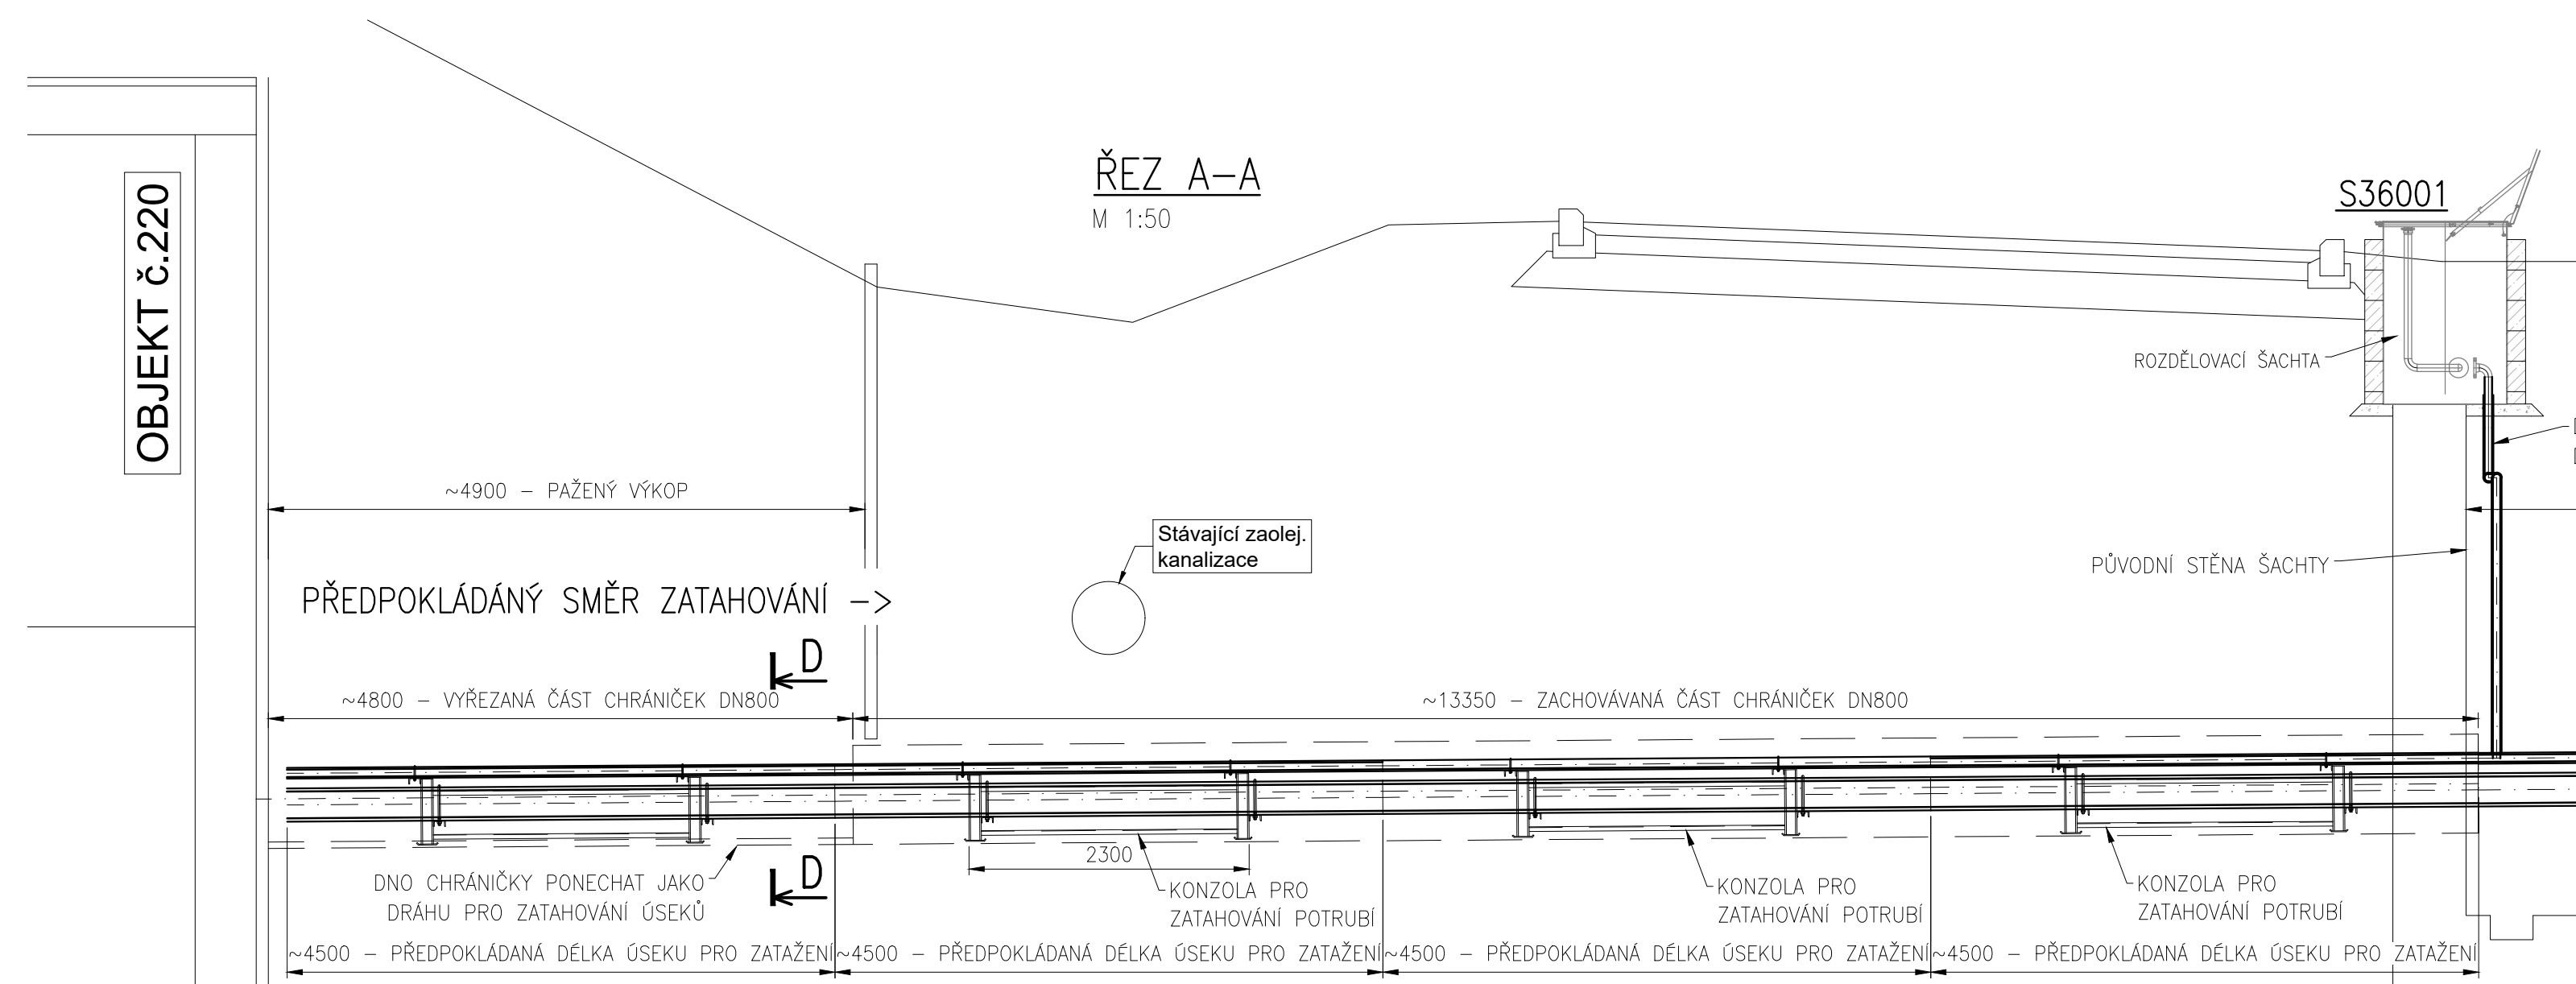 OBJEKT č.220
ŘEZ A-A
M 1:50
S36001
ROZDĚLOVACÍ ŠACHTA
~4900 - PAŽENÝ VÝKOP
Stávající zaolej.
kanalizace
PŮVODNÍ STĚNA ŠACHTY
PŘEDPOKLÁDÁNÝ SMĚR ZATAHOVÁNÍ ->
D
~4800 - VYŘEZANÁ ČÁST CHRÁNIČEK DN800
~13350 - ZACHOVÁVANÁ ČÁST CHRÁNIČEK DN800
2300
D
DNO CHRÁNIČKY PONECHAT JAKO
DRÁHU PRO ZATAHOVÁNÍ ÚSEKŮ
KONZOLA PRO
ZATAHOVÁNÍ POTRUBÍ
KONZOLA PRO
ZATAHOVÁNÍ POTRUBÍ
KONZOLA PRO
ZATAHOVÁNÍ POTRUBÍ
~4500 - PŘEDPOKLÁDANÁ DÉLKA ÚSEKU PRO ZATAŽENÍ
~4500 - PŘEDPOKLÁDANÁ DÉLKA ÚSEKU PRO ZATAŽENÍ
~4500 - PŘEDPOKLÁDANÁ DÉLKA ÚSEKU PRO ZATAŽENÍ
~4500 - PŘEDPOKLÁDANÁ DÉLKA ÚSEKU PRO ZATAŽENÍ